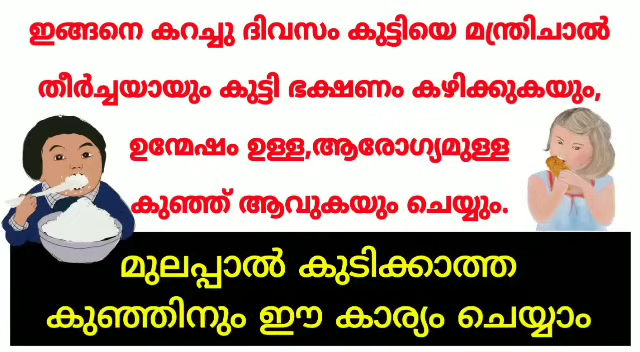 ഇങ്ങനെ കറച്ചു ദിവസം കുട്ടിയെ മന്ത്രിചാൽ
തീർച്ചയായും കുട്ടി ഭക്ഷണം കഴിക്കുകയും,
ഉന്മേഷം ഉള്ള,ആരോഗ്യമുള്ള
കുഞ്ഞ് ആവുകയും ചെയ്യും.
മുലപ്പാൽ കുടിക്കാത്ത
കുഞ്ഞിനും ഈ കാര്യം ചെയ്യാം